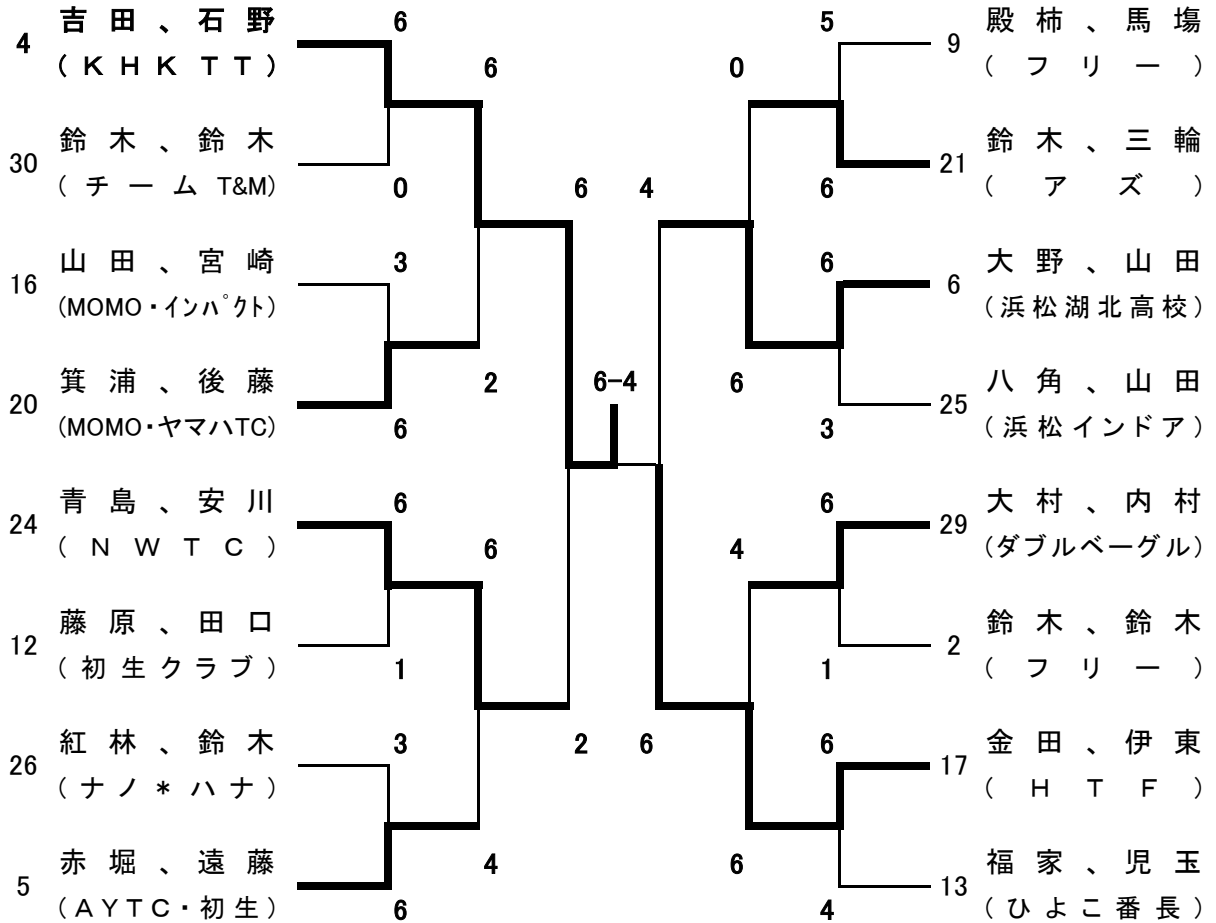 4
吉田、石野
(KHKTT)
30
鈴木、鈴木
(チームT&M)
16
山田、宮崎
(MOMO・インパクト)
20
箕浦、後藤
(MOMO・ヤマハTC)
24
青島、安川
(NWTC)
12
藤原、田口
(初生クラブ)
26
紅林、鈴木
(ナノ*ハナ)
5
赤堀、遠藤
(AYTC・初生)
6
0
3
6
6
1
3
6
6
2
6
4
6
2
6-4
4
6
0
6
4
6
5
6
6
3
6
1
6
4
9
殿柿、馬塲
(フリー)
21
鈴木、三輪
(アズ)
6
大野、山田
(浜松湖北高校)
25
八角、山田
(浜松インドア)
29
大村、内村
(ダブルベーグル)
2
鈴木、鈴木
(フリー)
17
金田、伊東
(HTF)
13
福家、児玉
(ひよこ番長)